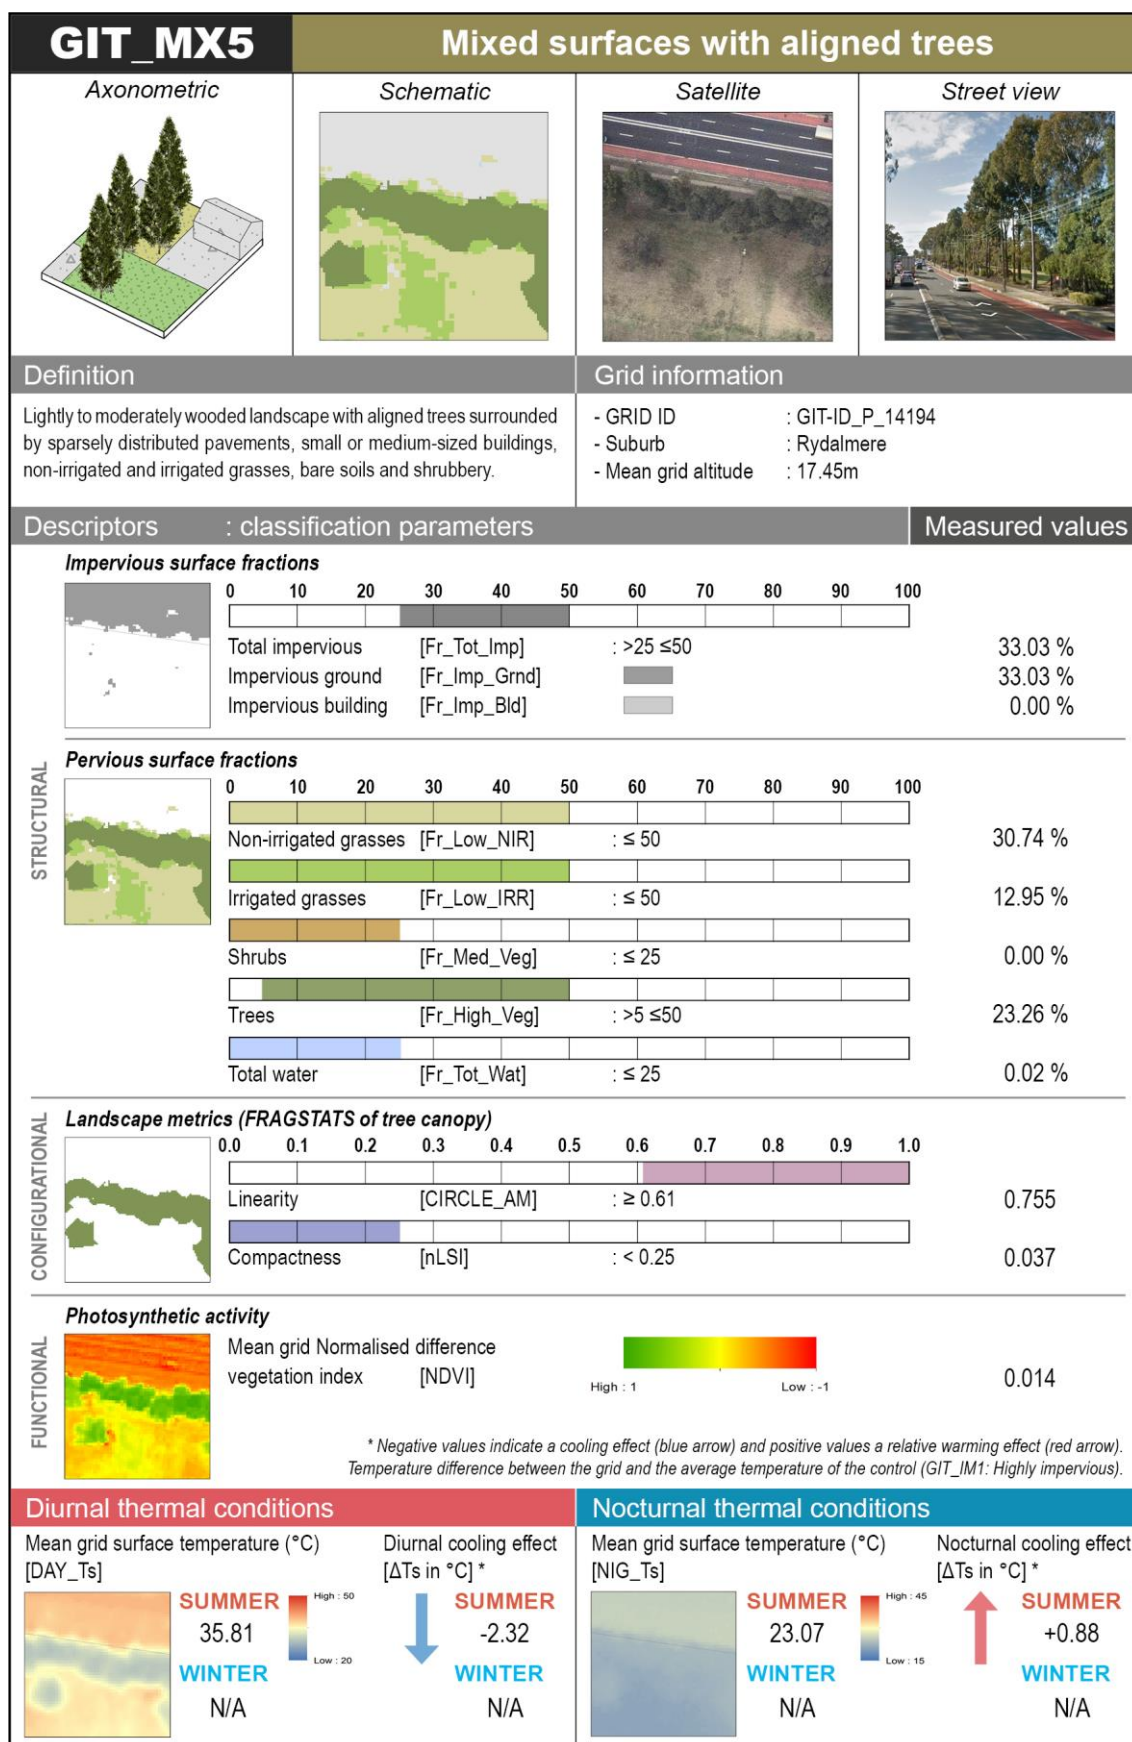 GIT_MX5
Mixed surfaces with aligned trees
Axonometric
Schematic
Satellite
Street view
Definition
Lightly to moderately wooded landscape with aligned trees surrounded
by sparsely distributed pavements, small or medium-sized buildings,
non-irrigated and irrigated grasses, bare soils and shrubbery.
Grid information
- GRID ID : GIT-ID_P_14194
- Suburb : Rydalmere
- Mean grid altitude : 17.45m
Descriptors : classification parameters
Measured values
STRUCTURAL
Impervious surface fractions
0 10 20 30 40 50 60 70 80 90 100
Total impervious [Fr_Tot_Imp] : >25 ≤50 33.03 %
Impervious ground [Fr_Imp_Grnd] 33.03 %
Impervious building [Fr_Imp_Bld] 0.00 %
Pervious surface fractions
0 10 20 30 40 50 60 70 80 90 100
Non-irrigated grasses [Fr_Low_NIR] : ≤ 50 30.74 %
Irrigated grasses [Fr_Low_IRR] : ≤ 50 12.95 %
Shrubs [Fr_Med_Veg] : ≤ 25 0.00 %
Trees [Fr_High_Veg] : >5 ≤50 23.26 %
Total water [Fr_Tot_Wat] : ≤ 25 0.02 %
CONFIGURATIONAL
Landscape metrics (FRAGSTATS of tree canopy)
0.0 0.1 0.2 0.3 0.4 0.5 0.6 0.7 0.8 0.9 1.0
Linearity [CIRCLE_AM] : ≥ 0.61 0.755
Compactness [nLSI] : < 0.25 0.037
FUNCTIONAL
Photosynthetic activity
Mean grid Normalised difference
vegetation index [NDVI] 0.014
High : 1 Low : -1
* Negative values indicate a cooling effect (blue arrow) and positive values a relative warming effect (red arrow).
Temperature difference between the grid and the average temperature of the control (GIT_IM1: Highly impervious).
Diurnal thermal conditions
Mean grid surface temperature (°C)
[DAY_Ts]
SUMMER
35.81
WINTER
N/A
High : 50
Low : 20
Diurnal cooling effect
[ΔTs in °C] *
SUMMER
-2.32
WINTER
N/A
Nocturnal thermal conditions
Mean grid surface temperature (°C)
[NIG_Ts]
SUMMER
23.07
WINTER
N/A
High : 45
Low : 15
Nocturnal cooling effect
[ΔTs in °C] *
SUMMER
+0.88
WINTER
N/A